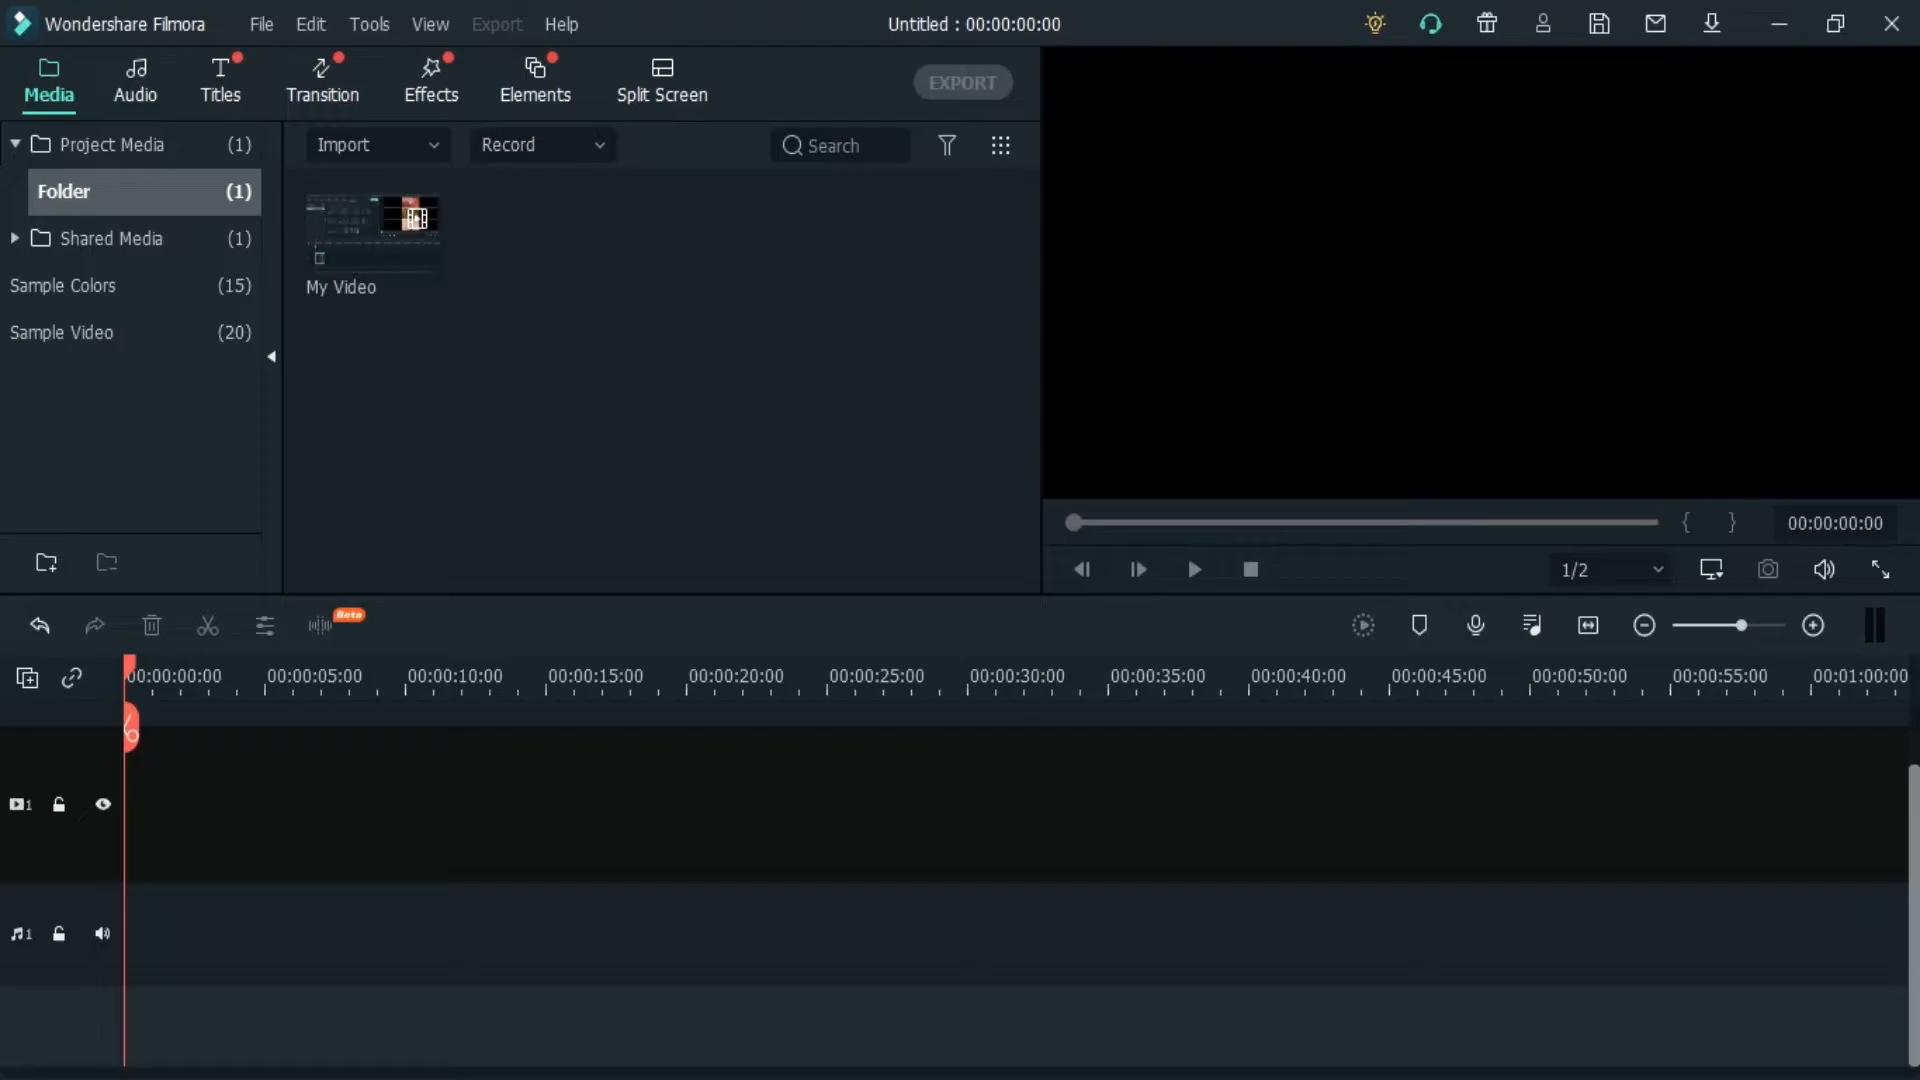 Wondershare Filmora
File
Edit
Tools
View
Export
Help
Untitled : 00:00:00:00
Media
Audio
Titles
Transition
Effects
Elements
Split Screen
EXPORT
Project Media (1)
Folder (1)
Shared Media (1)
Sample Colors (15)
Sample Video (20)
Import
Record
Search
My Video
00:00:00:00
1/2
Beta
00:00:00:00
00:00:05:00
00:00:10:00
00:00:15:00
00:00:20:00
00:00:25:00
00:00:30:00
00:00:35:00
00:00:40:00
00:00:45:00
00:00:50:00
00:00:55:00
00:01:00:00
1
1